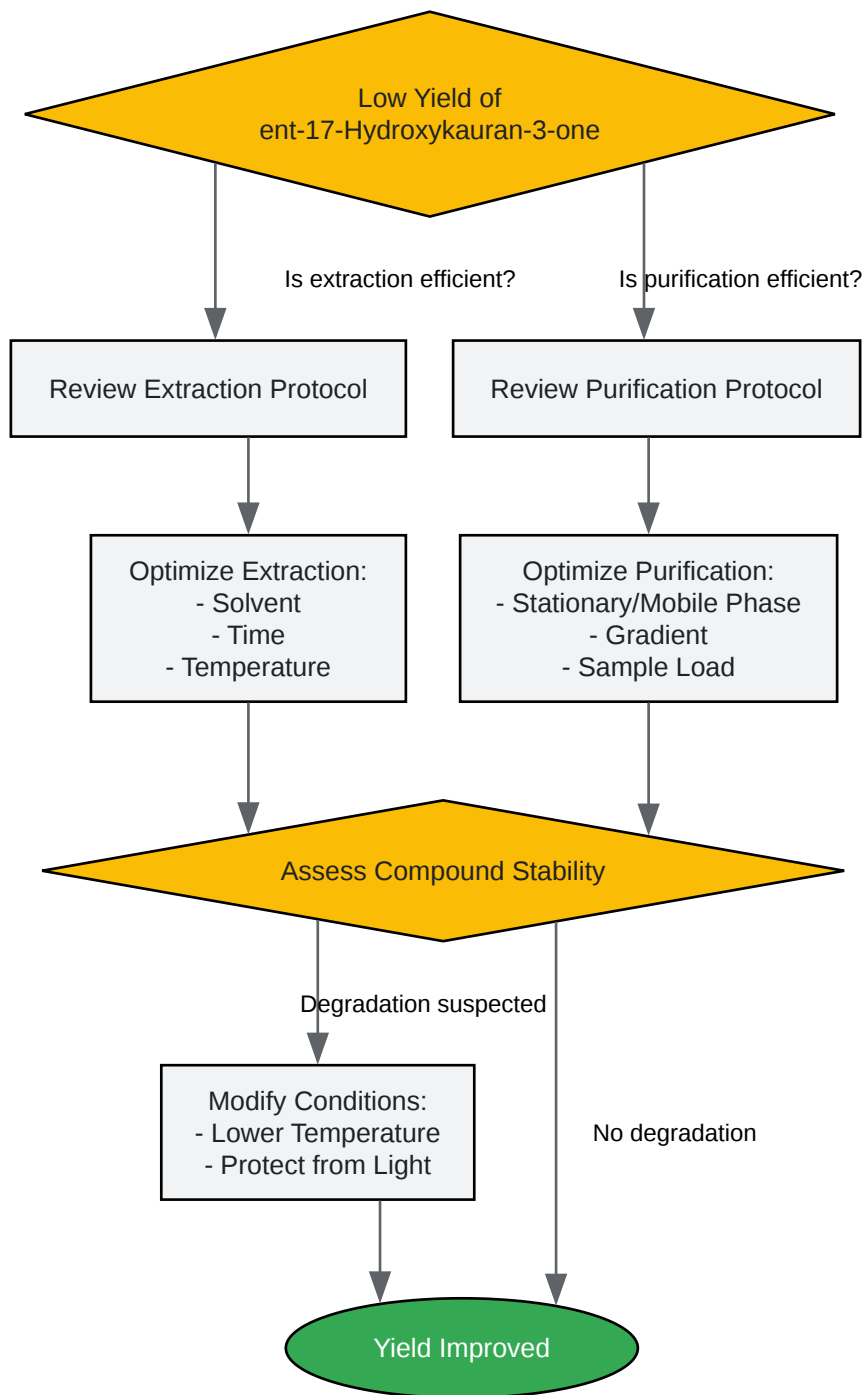 Low Yield of
ent-17-Hydroxykauran-3-one
Is extraction efficient?
Is purification efficient?
Review Extraction Protocol
Review Purification Protocol
Optimize Extraction:
- Solvent
- Time
- Temperature
Optimize Purification:
- Stationary/Mobile Phase
- Gradient
- Sample Load
Assess Compound Stability
Degradation suspected
Modify Conditions:
- Lower Temperature
- Protect from Light
No degradation
Yield Improved